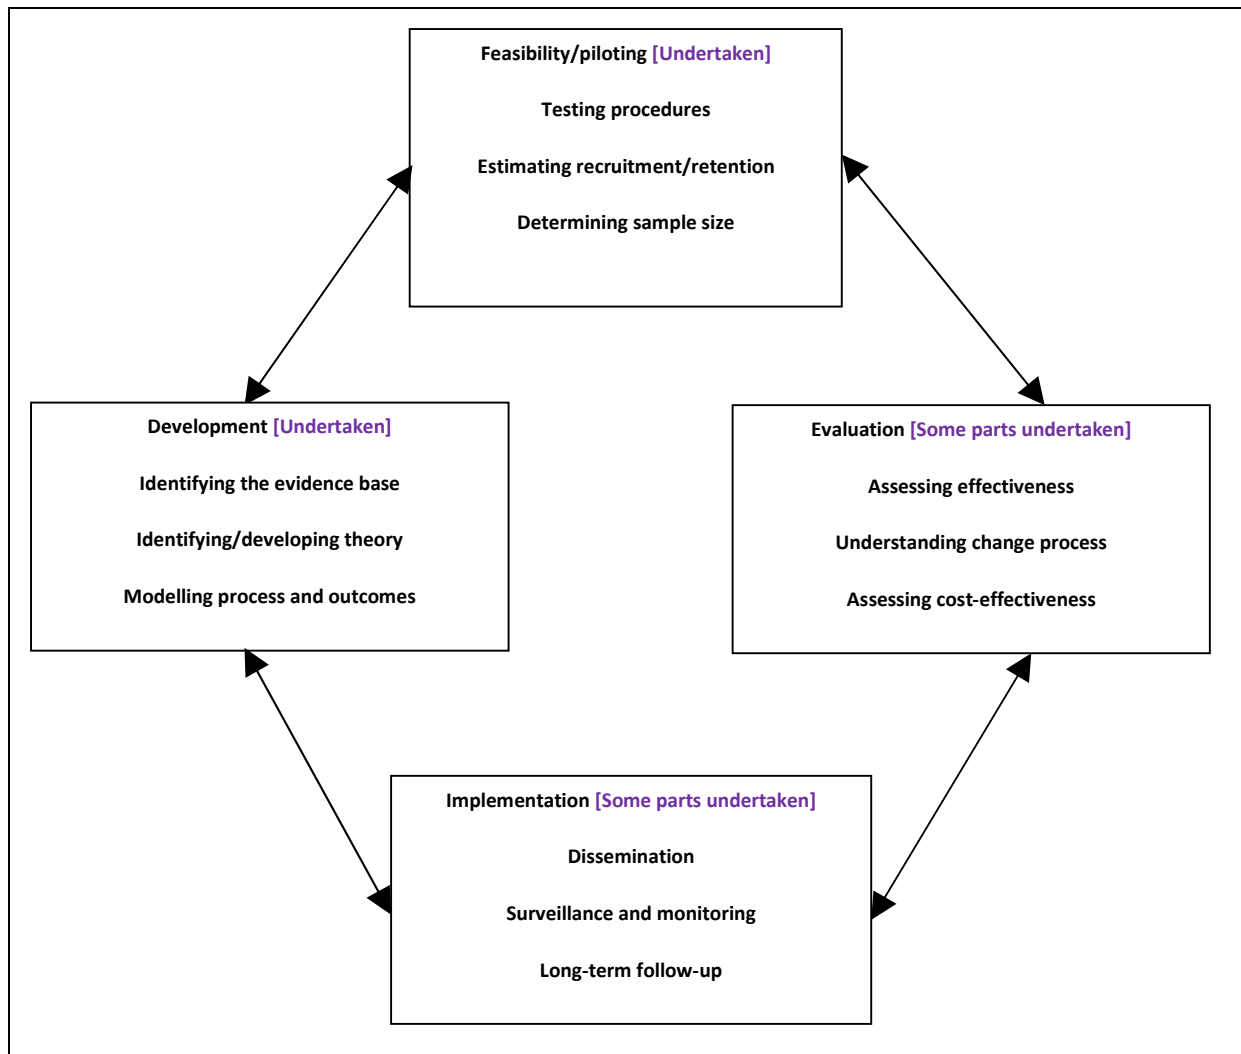 Feasibility/piloting [Undertaken]
Testing procedures
Estimating recruitment/retention
Determining sample size
Development [Undertaken]
Identifying the evidence base
Identifying/developing theory
Modelling process and outcomes
Evaluation [Some parts undertaken]
Assessing effectiveness
Understanding change process
Assessing cost-effectiveness
Implementation [Some parts undertaken]
Dissemination
Surveillance and monitoring
Long-term follow-up